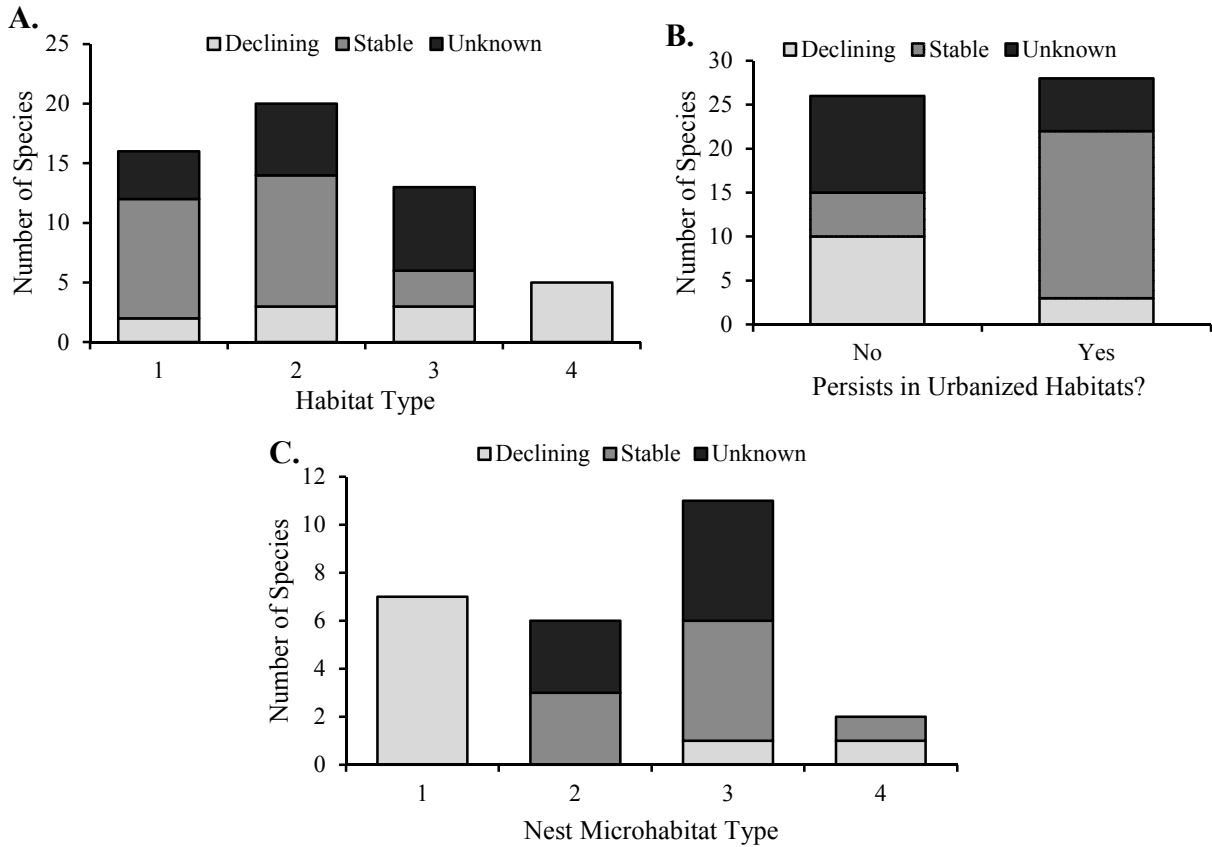 A.
Declining Stable Unknown
25
20
15
10
5
0
Number of Species
1 2 3 4
Habitat Type
B.
Declining Stable Unknown
30
25
20
15
10
5
0
Number of Species
No Yes
Persists in Urbanized Habitats?
C.
Declining Stable Unknown
12
10
8
6
4
2
0
Number of Species
1 2 3 4
Nest Microhabitat Type